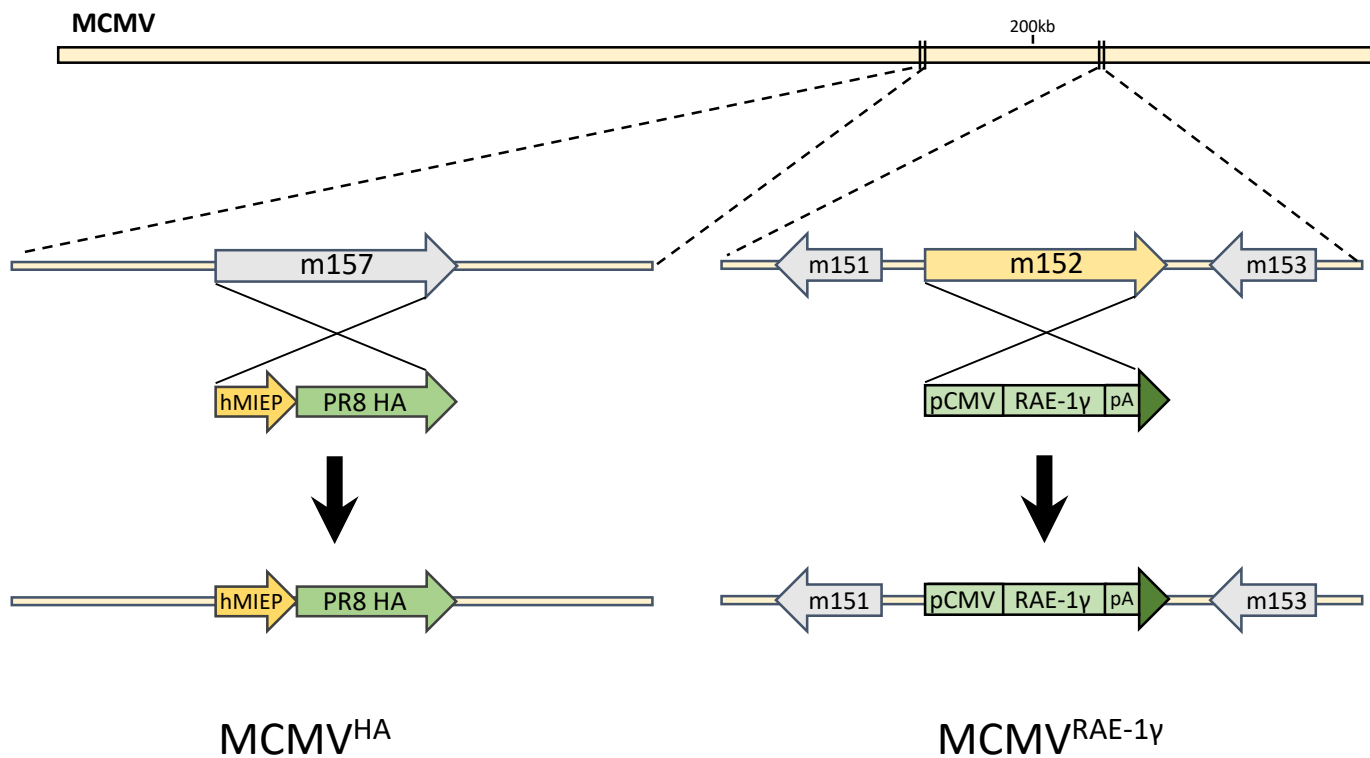 MCMV
200kb
m157
m151
m152
m153
hMIEP
PR8 HA
pCMV
RAE-1γ
pA
hMIEP
PR8 HA
m151
pCMV
RAE-1γ
pA
m153
MCMV^HA
MCMV^RAE-1γ